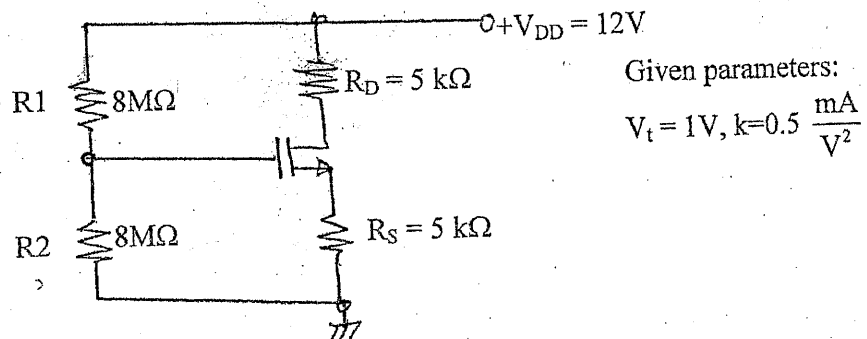 +V_DD = 12V
R1
8MΩ
R_D = 5 kΩ
Given parameters:
V_t = 1V, k=0.5 mA/V²
R2
8MΩ
R_S = 5 kΩ